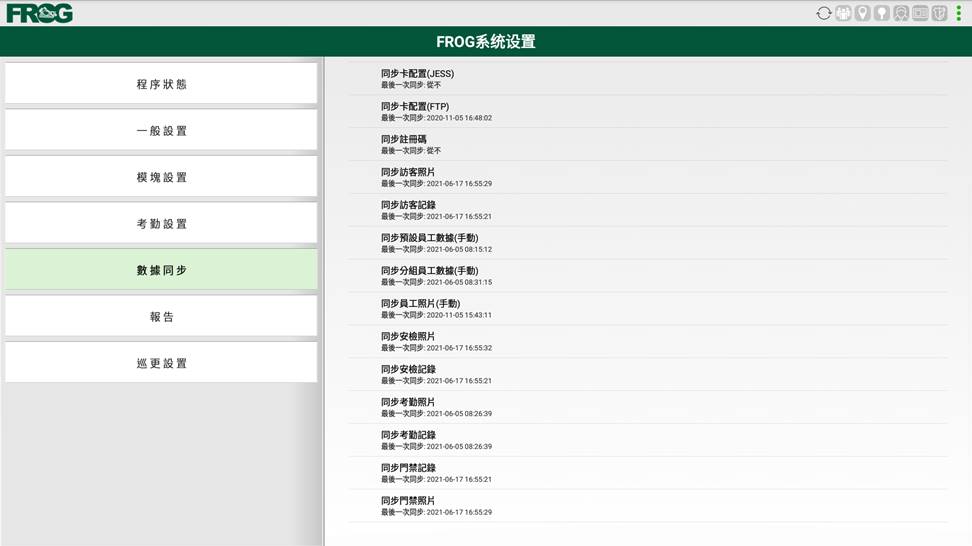 FROG
FROG系统设置
程序狀態
一般設置
模塊設置
考勤設置
數據同步
報告
巡更設置
同步卡配置(JESS)
最後一次同步: 從不
同步卡配置(FTP)
最後一次同步: 2020-11-05 16:48:02
同步註冊碼
最後一次同步: 從不
同步訪客照片
最後一次同步: 2021-06-17 16:55:29
同步訪客記錄
最後一次同步: 2021-06-17 16:55:21
同步預設員工數據(手動)
最後一次同步: 2021-06-05 08:15:12
同步分組員工數據(手動)
最後一次同步: 2021-06-05 08:31:15
同步員工照片(手動)
最後一次同步: 2020-11-05 15:43:11
同步安檢照片
最後一次同步: 2021-06-17 16:55:32
同步安檢記錄
最後一次同步: 2021-06-17 16:55:21
同步考勤照片
最後一次同步: 2021-06-05 08:26:39
同步考勤記錄
最後一次同步: 2021-06-05 08:26:39
同步門禁記錄
最後一次同步: 2021-06-17 16:55:21
同步門禁照片
最後一次同步: 2021-06-17 16:55:29